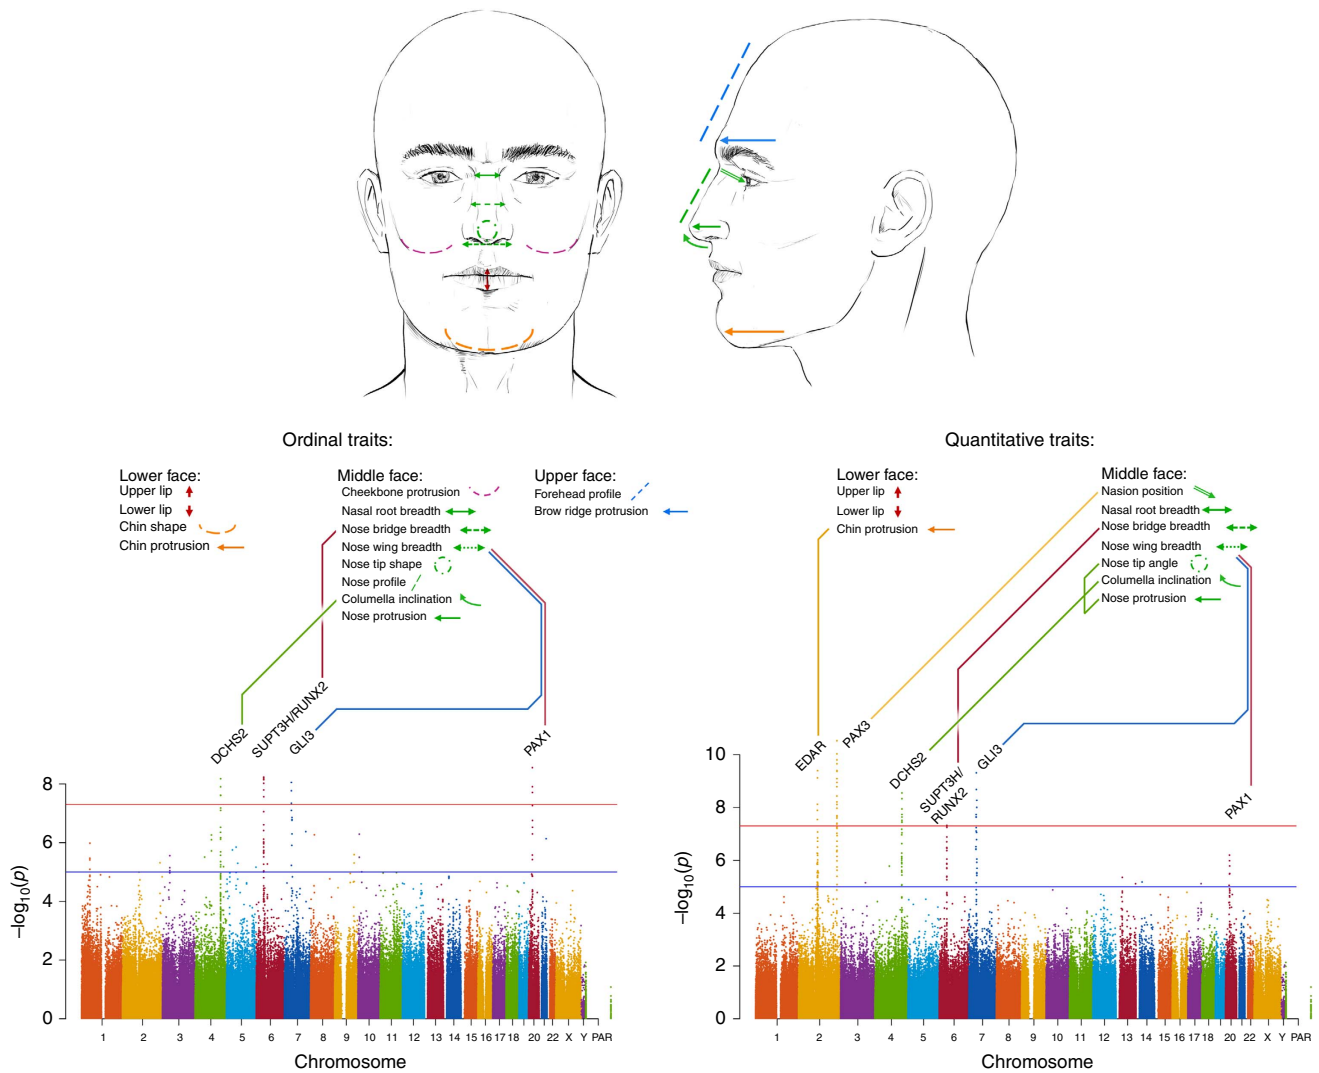 Ordinal traits:
Lower face:
Upper lip
Lower lip
Chin shape
Chin protrusion
Middle face:
Cheekbone protrusion
Nasal root breadth
Nose bridge breadth
Nose wing breadth
Nose tip shape
Nose profile
Columella inclination
Nose protrusion
Upper face:
Forehead profile
Brow ridge protrusion
DCHS2
SUPT3H/RUNX2
GLI3
PAX1
8
6
4
2
0
–log10(p)
1 2 3 4 5 6 7 8 9 10 11 12 13 14 15 16 17 18 20 22 X Y PAR
Chromosome
Quantitative traits:
Lower face:
Upper lip
Lower lip
Chin protrusion
Middle face:
Nasion position
Nasal root breadth
Nose bridge breadth
Nose wing breadth
Nose tip angle
Columella inclination
Nose protrusion
EDAR
PAX3
DCHS2
SUPT3H/
RUNX2
GLI3
PAX1
10
8
6
4
2
0
–log10(p)
1 2 3 4 5 6 7 8 9 10 11 12 13 14 15 16 17 18 20 22 X Y PAR
Chromosome